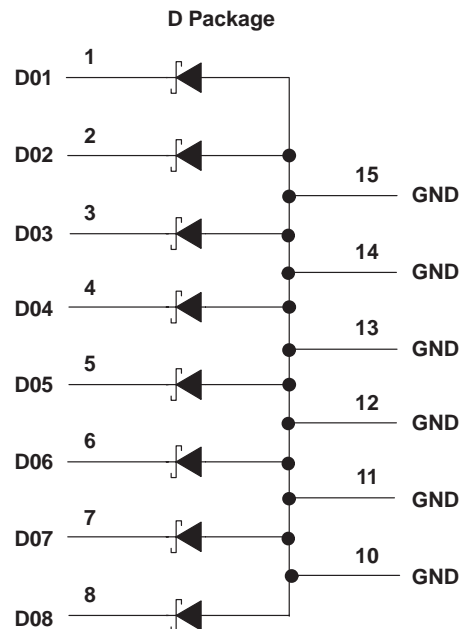 D Package
1
D01
2
D02
15
GND
3
D03
14
GND
4
D04
13
GND
5
D05
12
GND
6
D06
11
GND
7
D07
10
GND
8
D08